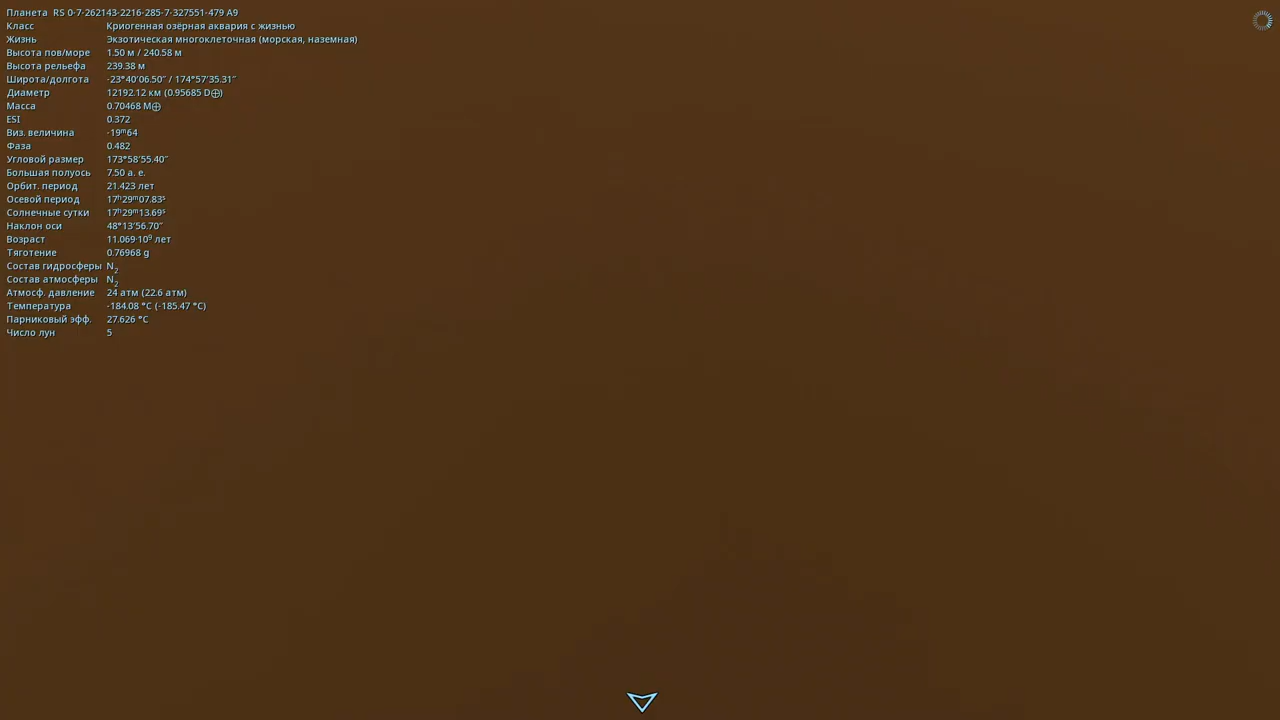 Планета RS 0-7-262143-2216-285-7-327551-479 A9
Класс Криогенная озёрная аквария с жизнью
Жизнь Экзотическая многоклеточная (морская, наземная)
Высота пов/море 1.50 м / 240.58 м
Высота рельефа 239.38 м
Широта/долгота -23°40′06.50″ / 174°57′35.31″
Диаметр 12192.12 км (0.95685 D⊕)
Масса 0.70468 M⊕
ESI 0.372
Виз. величина -19ᵐ64
Фаза 0.482
Угловой размер 173°58′55.40″
Большая полуось 7.50 а. е.
Орбит. период 21.423 лет
Осевой период 17ʰ29ᵐ07.83ˢ
Солнечные сутки 17ʰ29ᵐ13.69ˢ
Наклон оси 48°13′56.70″
Возраст 11.069·10⁹ лет
Тяготение 0.76968 g
Состав гидросферы N₂
Состав атмосферы N₂
Атмосф. давление 24 атм (22.6 атм)
Температура -184.08 °C (-185.47 °C)
Парниковый эфф. 27.626 °C
Число лун 5